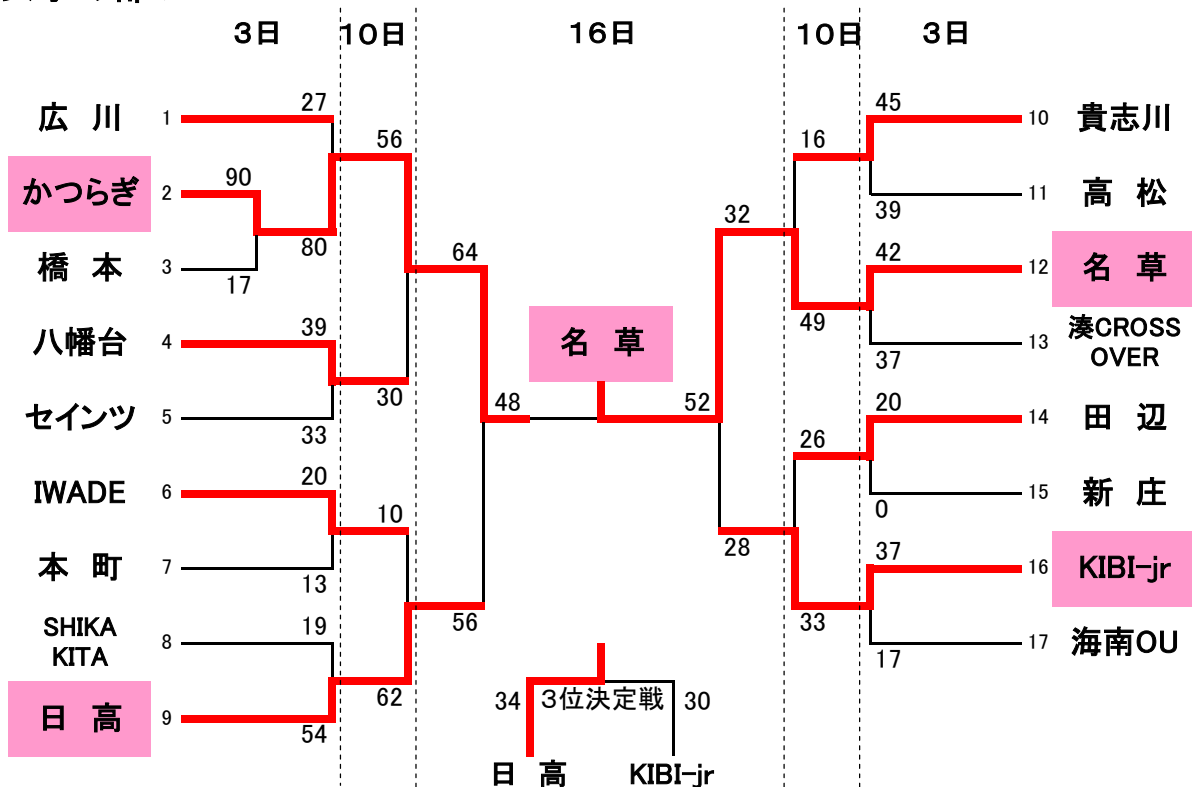 3日 10日 16日 10日 3日
広 川 1 27
かつらぎ 2 90
80
橋 本 3 17
56
八幡台 4 39
セインツ 5 33
30
64
IWADE 6 20
本 町 7 13
10
SHIKA
KITA 8 19
日 高 9 54
62
56
48
名 草
52
32
28
16
49
26
33
45 10 貴志川
39 11 高 松
42 12 名 草
37 13 湊CROSS
OVER
20 14 田 辺
0 15 新 庄
37 16 KIBI-jr
17 17 海南OU
34 3位決定戦 30
日 高 KIBI-jr